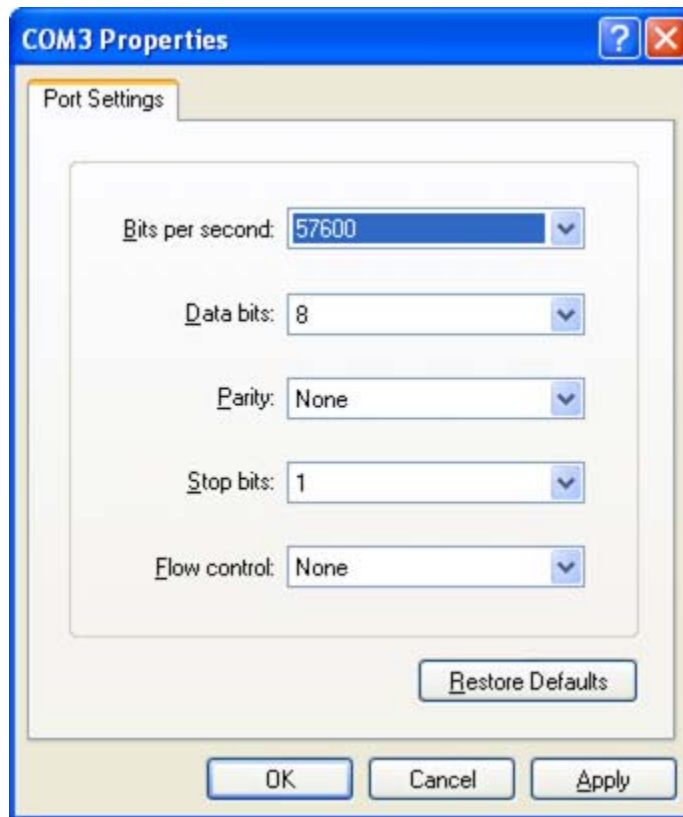 COM3 Properties
Port Settings
Bits per second: 57600
Data bits: 8
Parity: None
Stop bits: 1
Flow control: None
Restore Defaults
OK Cancel Apply